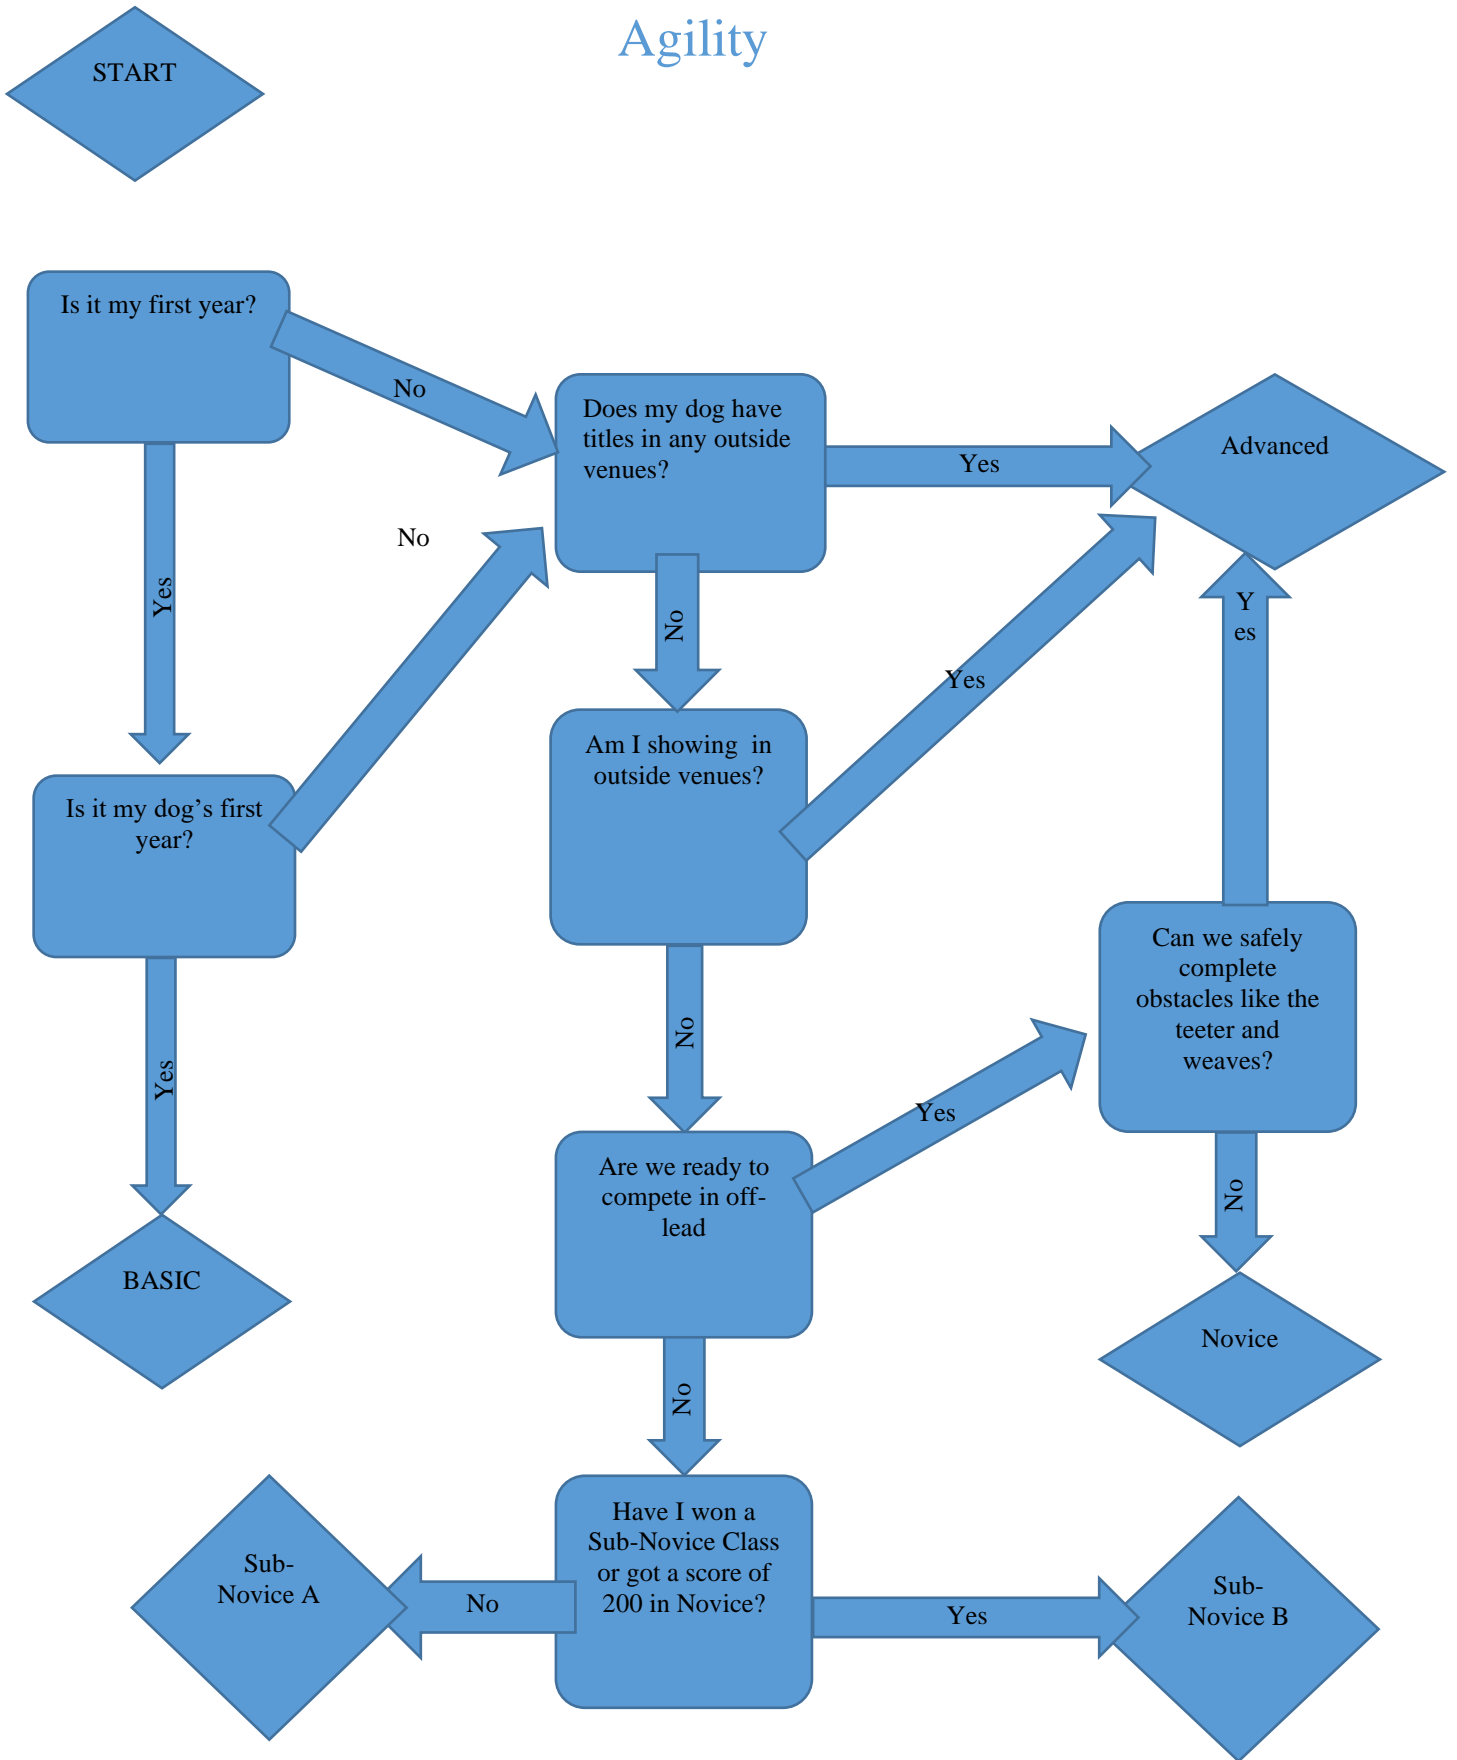 Agility
START
Is it my first year?
No
Does my dog have
titles in any outside
venues?
Yes
Advanced
Yes
No
No
Y
es
Yes
Am I showing  in
outside venues?
Is it my dog's first
year?
No
Can we safely
complete
obstacles like the
teeter and
weaves?
Yes
Yes
Are we ready to
compete in off-
lead
No
BASIC
Novice
No
Have I won a
Sub-Novice Class
or got a score of
200 in Novice?
Sub-
Novice A
No
Yes
Sub-
Novice B